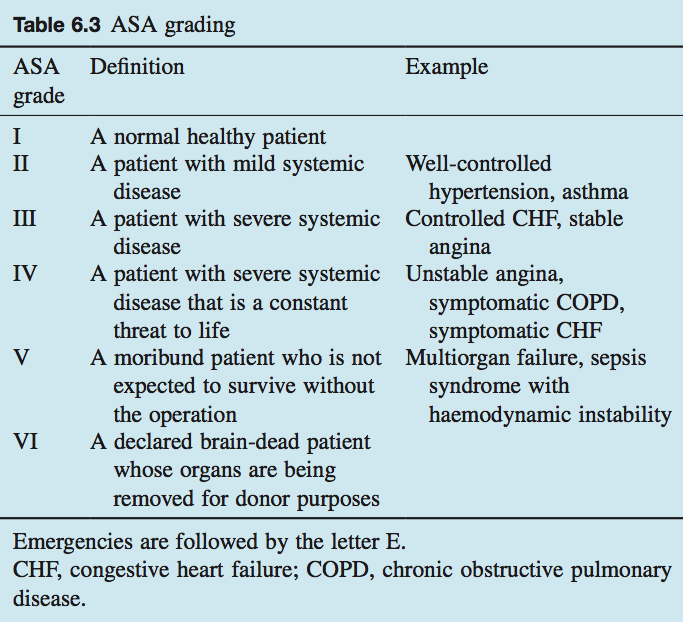 Table 6.3 ASA grading
ASA grade Definition Example
I A normal healthy patient
II A patient with mild systemic Well-controlled
disease hypertension, asthma
III A patient with severe systemic Controlled CHF, stable
disease angina
IV A patient with severe systemic Unstable angina,
disease that is a constant symptomatic COPD,
threat to life symptomatic CHF
V A moribund patient who is not Multiorgan failure, sepsis
expected to survive without syndrome with
the operation haemodynamic instability
VI A declared brain-dead patient
whose organs are being
removed for donor purposes
Emergencies are followed by the letter E.
CHF, congestive heart failure; COPD, chronic obstructive pulmonary
disease.